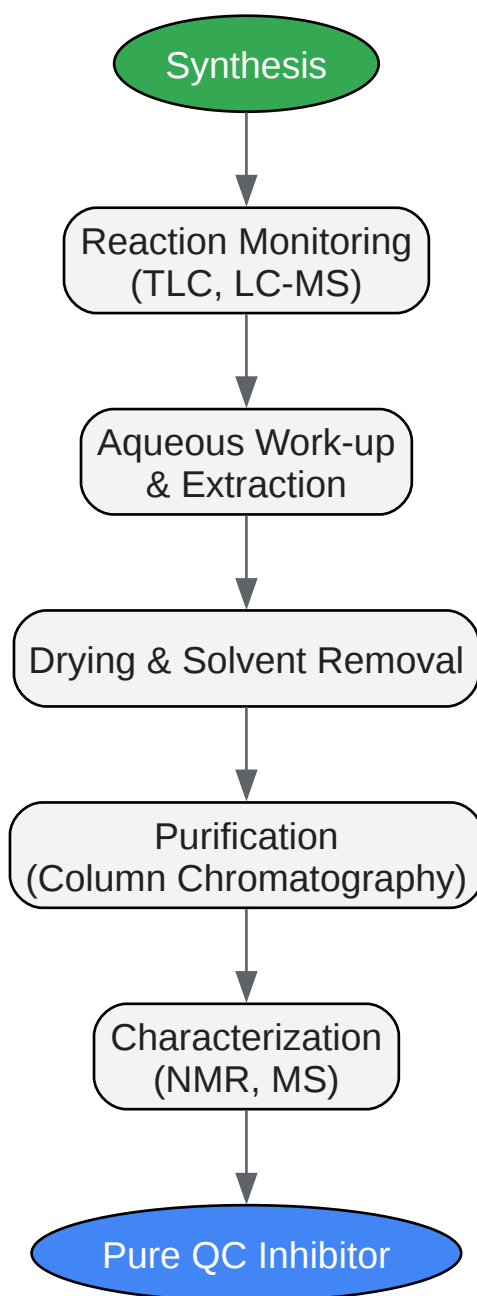 Synthesis
Reaction Monitoring
(TLC, LC-MS)
Aqueous Work-up
& Extraction
Drying & Solvent Removal
Purification
(Column Chromatography)
Characterization
(NMR, MS)
Pure QC Inhibitor